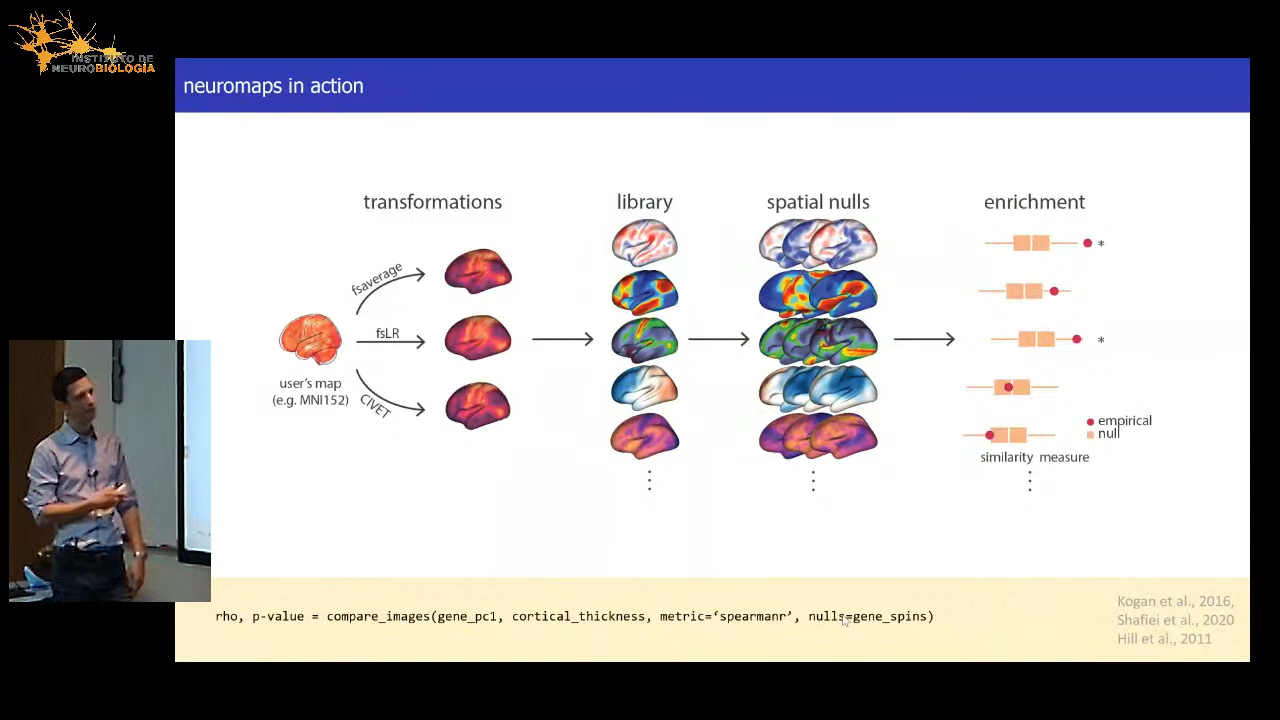 INSTITUTO DE
NEUROBIOLOGÍA
neuromaps in action
transformations
library
spatial nulls
enrichment
fsaverage
fsLR
CIVET
user's map
(e.g. MNI152)
*
*
empirical
null
similarity measure
rho, p-value = compare_images(gene_pc1, cortical_thickness, metric=‘spearmanr’, nulls=gene_spins)
Kogan et al., 2016,
Shafiei et al., 2020
Hill et al., 2011